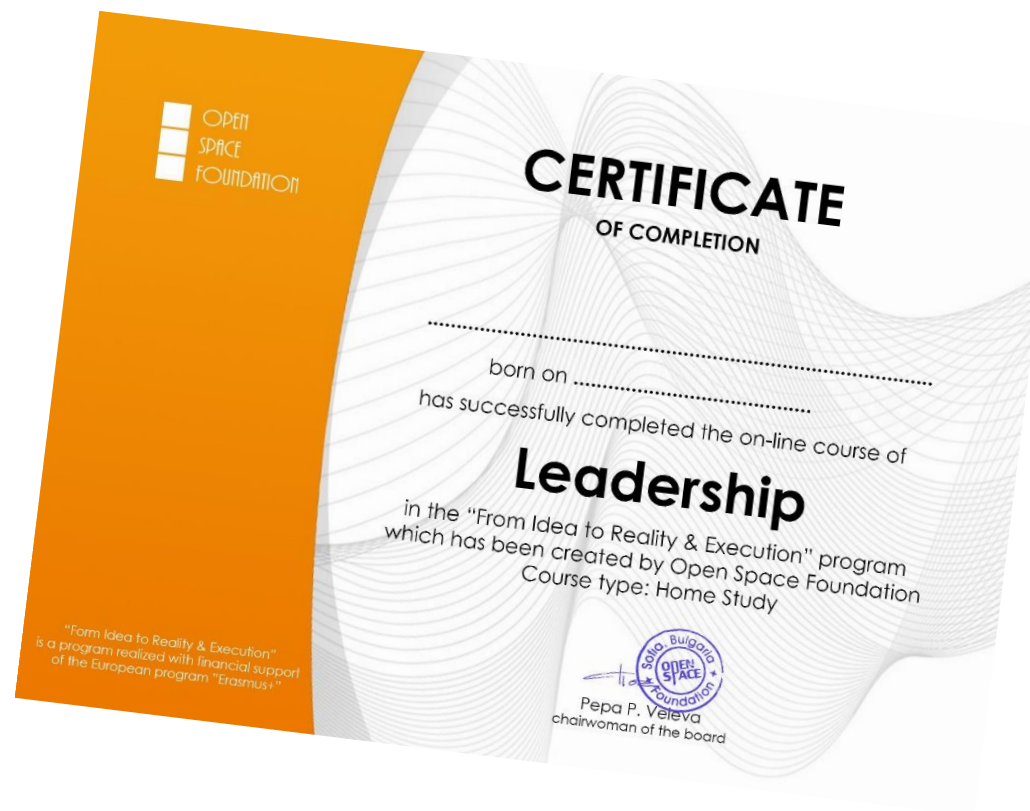 OPEN
SPACE
FOUNDATION
CERTIFICATE
OF COMPLETION
................................................................................
born on ........................................
has successfully completed the on-line course of
Leadership
in the “From Idea to Reality & Execution” program
which has been created by Open Space Foundation
Course type: Home Study
Sofia, Bulgaria
OPEN
SPACE
Foundation
Pepa P. Veleva
chairwoman of the board
“Form Idea to Reality & Execution”
is a program realized with financial support
of the European program “Erasmus+”